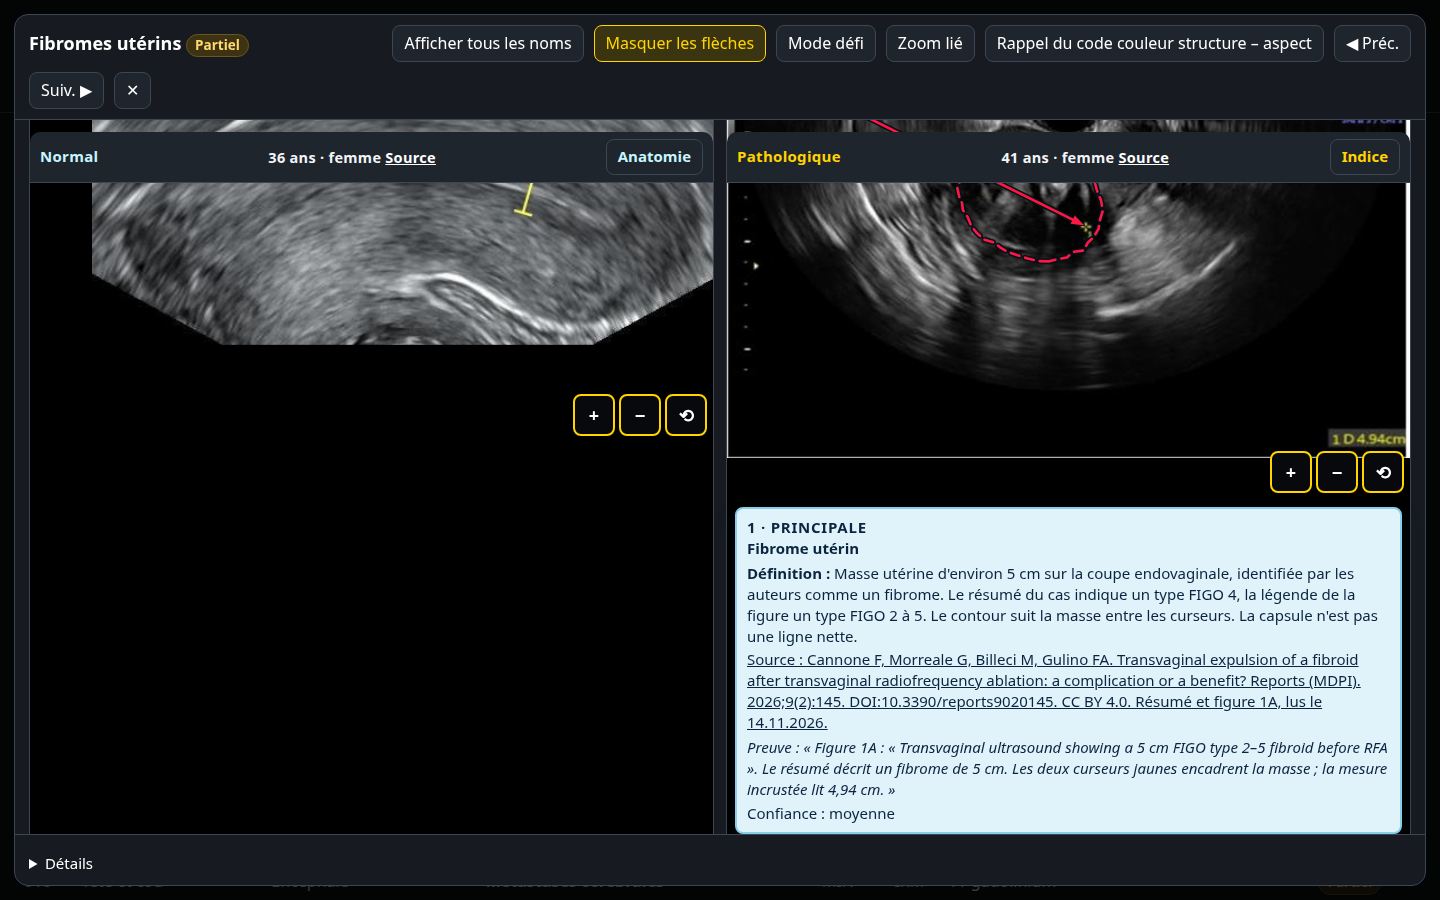 Fibromes utérins Partiel
Afficher tous les noms
Masquer les flèches
Mode défi
Zoom lié
Rappel du code couleur structure – aspect
◀ Préc.
Suiv. ▶
✕
Normal
36 ans · femme Source
Anatomie
Pathologique
41 ans · femme Source
Indice
1 D 4.94cm
+
−
⟲
+
−
⟲
1 · PRINCIPALE
Fibrome utérin
Définition : Masse utérine d'environ 5 cm sur la coupe endovaginale, identifiée par les
auteurs comme un fibrome. Le résumé du cas indique un type FIGO 4, la légende de la
figure un type FIGO 2 à 5. Le contour suit la masse entre les curseurs. La capsule n'est pas
une ligne nette.
Source : Cannone F, Morreale G, Billeci M, Gulino FA. Transvaginal expulsion of a fibroid
after transvaginal radiofrequency ablation: a complication or a benefit? Reports (MDPI).
2026;9(2):145. DOI:10.3390/reports9020145. CC BY 4.0. Résumé et figure 1A, lus le
14.11.2026.
Preuve : « Figure 1A : « Transvaginal ultrasound showing a 5 cm FIGO type 2–5 fibroid before RFA
». Le résumé décrit un fibrome de 5 cm. Les deux curseurs jaunes encadrent la masse ; la mesure
incrustée lit 4,94 cm. »
Confiance : moyenne
▶ Détails